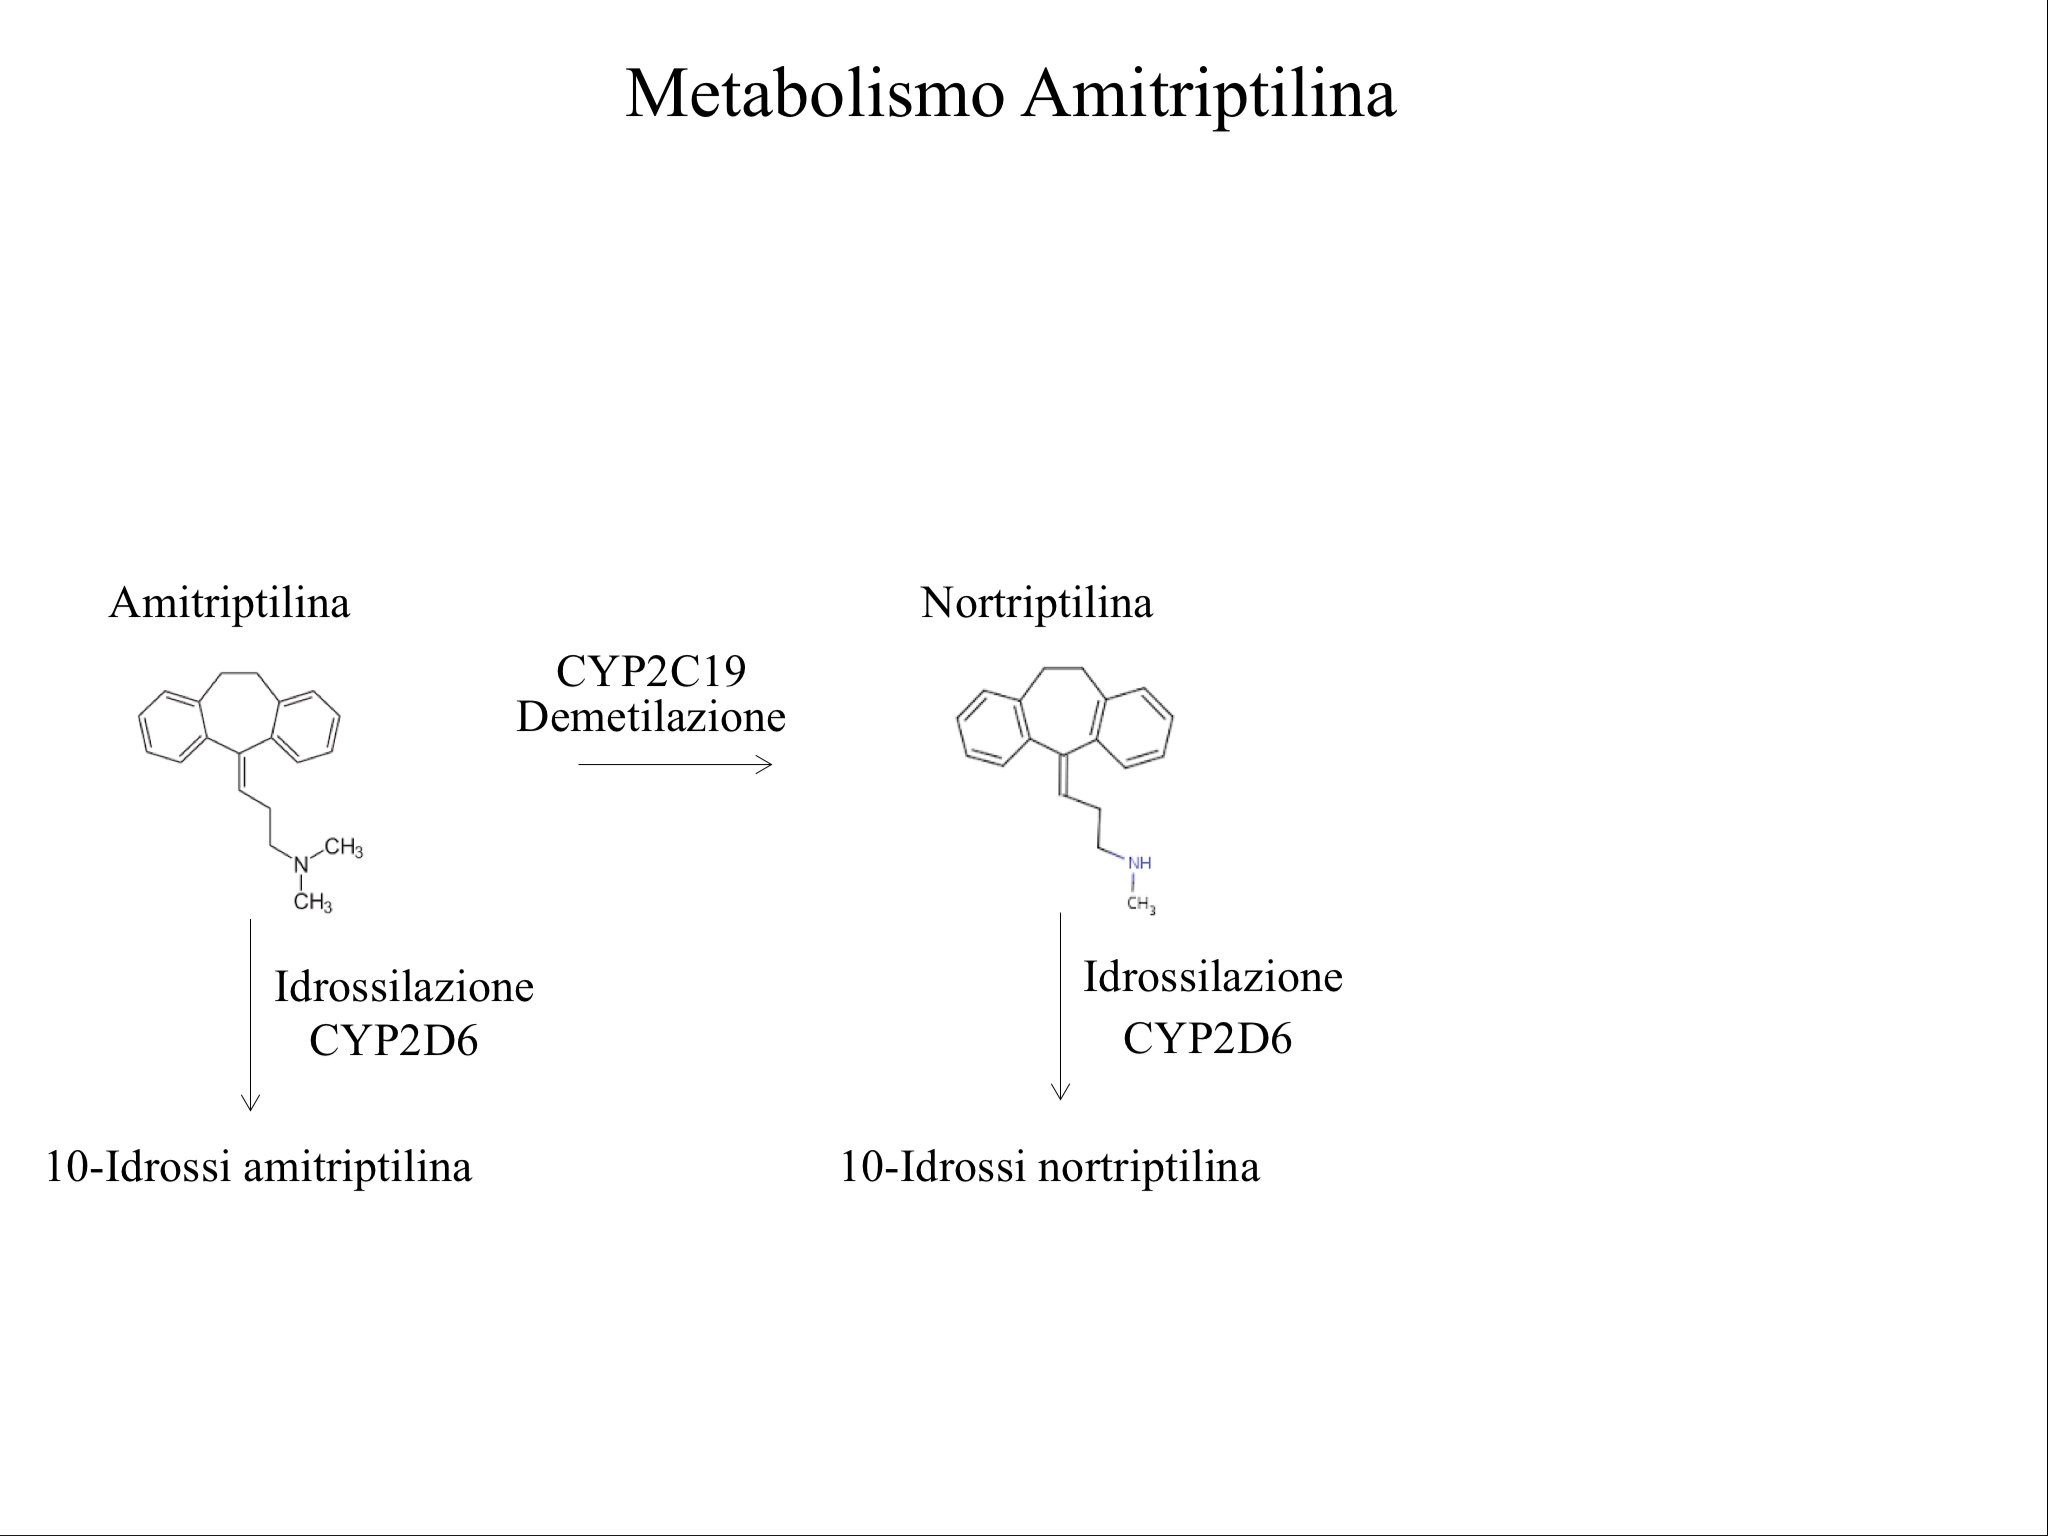 Metabolismo Amitriptilina
Amitriptilina
Nortriptilina
CYP2C19
Demetilazione
N
CH3
CH3
NH
CH3
Idrossilazione
CYP2D6
Idrossilazione
CYP2D6
10-Idrossi amitriptilina
10-Idrossi nortriptilina